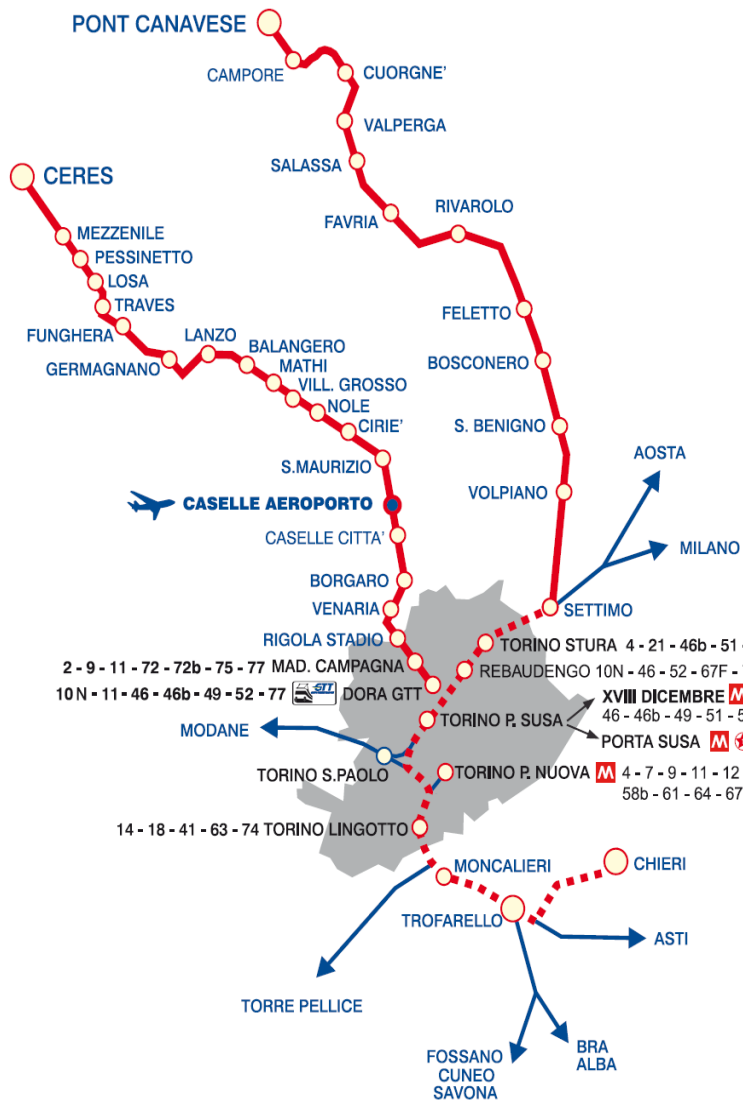 PONT CANAVESE
CAMPORE
CUORGNE'
VALPERGA
SALASSA
FAVRIA
RIVAROLO
FELETTO
BOSCONERO
S. BENIGNO
VOLPIANO
CERES
MEZZENILE
PESSINETTO
LOSA
TRAVES
FUNGHERA
GERMAGNANO
LANZO
BALANGERO
MATHI
VILL. GROSSO
NOLE
CIRIE'
S.MAURIZIO
CASELLE AEROPORTO
CASELLE CITTA'
BORGARO
VENARIA
RIGOLA STADIO
2 - 9 - 11 - 72 - 72b - 75 - 77 MAD. CAMPAGNA
10 N - 11 - 46 - 46b - 49 - 52 - 77 GTT DORA GTT
AOSTA
MILANO
SETTIMO
TORINO STURA 4 - 21 - 46b - 51
REBAUDENGO 10N - 46 - 52 - 67F -
XVIII DICEMBRE M
46 - 46b - 49 - 51 -
TORINO P. SUSA
PORTA SUSA M
MODANE
TORINO S.PAOLO
TORINO P. NUOVA M 4 - 7 - 9 - 11 - 12
58b - 61 - 64 - 67
14 - 18 - 41 - 63 - 74 TORINO LINGOTTO
MONCALIERI
CHIERI
TROFARELLO
ASTI
TORRE PELLICE
FOSSANO
CUNEO
SAVONA
BRA
ALBA